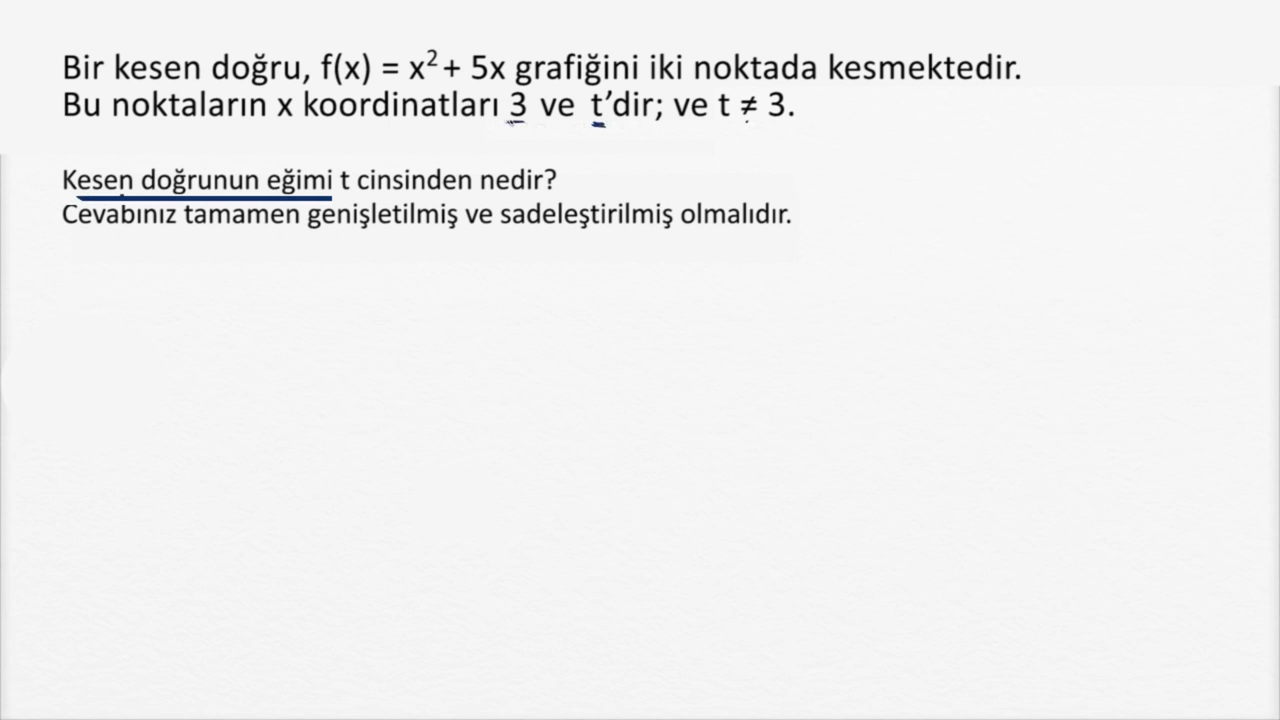 Bir kesen doğru, f(x) = x² + 5x grafiğini iki noktada kesmektedir.
Bu noktaların x koordinatları 3 ve t’dir; ve t ≠ 3.
Kesen doğrunun eğimi t cinsinden nedir?
Cevabınız tamamen genişletilmiş ve sadeleştirilmiş olmalıdır.